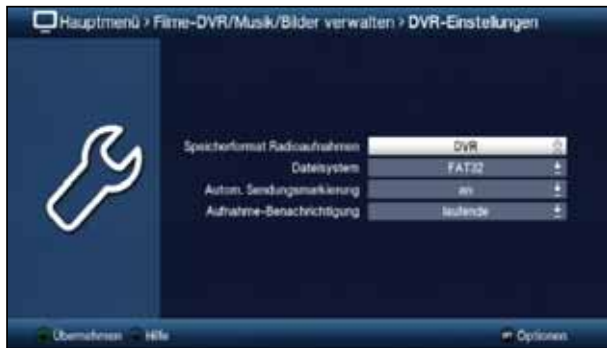 Hauptmenü > Filme-DVR/Musik/Bilder verwalten > DVR-Einstellungen
Speicherformat Radioaufnahmen DVR
Dateisystem FAT32
Autom. Sendungsmarkierung an
Aufnahme-Benachrichtigung laufende
Übernehmen Hilfe Optionen